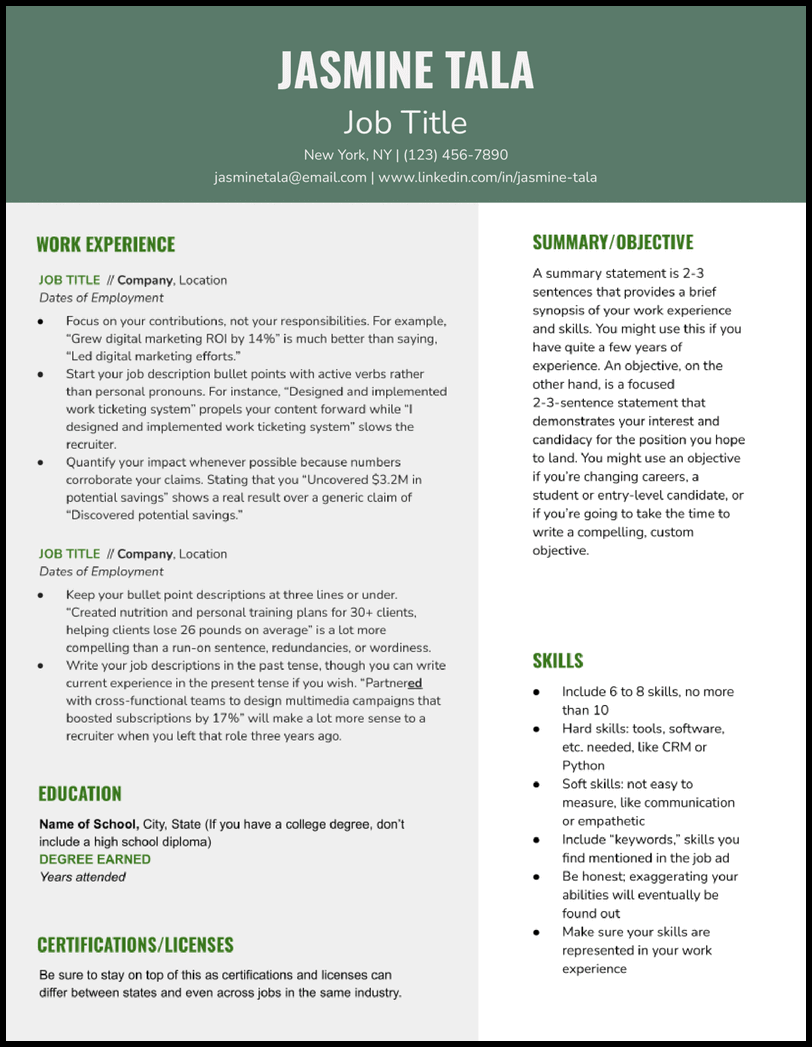 JASMINE TALA
Job Title
New York, NY | (123) 456-7890
jasminetala@email.com | www.linkedin.com/in/jasmine-tala
WORK EXPERIENCE
JOB TITLE // Company, Location
Dates of Employment
● Focus on your contributions, not your responsibilities. For example,
“Grew digital marketing ROI by 14%” is much better than saying,
“Led digital marketing efforts.”
● Start your job description bullet points with active verbs rather
than personal pronouns. For instance, “Designed and implemented
work ticketing system” propels your content forward while “I
designed and implemented work ticketing system” slows the
recruiter.
● Quantify your impact whenever possible because numbers
corroborate your claims. Stating that you “Uncovered $3.2M in
potential savings” shows a real result over a generic claim of
“Discovered potential savings.”
JOB TITLE // Company, Location
Dates of Employment
● Keep your bullet point descriptions at three lines or under.
“Created nutrition and personal training plans for 30+ clients,
helping clients lose 26 pounds on average” is a lot more
compelling than a run-on sentence, redundancies, or wordiness.
● Write your job descriptions in the past tense, though you can write
current experience in the present tense if you wish. “Partnered
with cross-functional teams to design multimedia campaigns that
boosted subscriptions by 17%” will make a lot more sense to a
recruiter when you left that role three years ago.
EDUCATION
Name of School, City, State (If you have a college degree, don’t
include a high school diploma)
DEGREE EARNED
Years attended
CERTIFICATIONS/LICENSES
Be sure to stay on top of this as certifications and licenses can
differ between states and even across jobs in the same industry.
SUMMARY/OBJECTIVE
A summary statement is 2-3
sentences that provides a brief
synopsis of your work experience
and skills. You might use this if you
have quite a few years of
experience. An objective, on the
other hand, is a focused
2-3-sentence statement that
demonstrates your interest and
candidacy for the position you hope
to land. You might use an objective
if you’re changing careers, a
student or entry-level candidate, or
if you’re going to take the time to
write a compelling, custom
objective.
SKILLS
● Include 6 to 8 skills, no more
than 10
● Hard skills: tools, software,
etc. needed, like CRM or
Python
● Soft skills: not easy to
measure, like communication
or empathetic
● Include “keywords,” skills you
find mentioned in the job ad
● Be honest; exaggerating your
abilities will eventually be
found out
● Make sure your skills are
represented in your work
experience